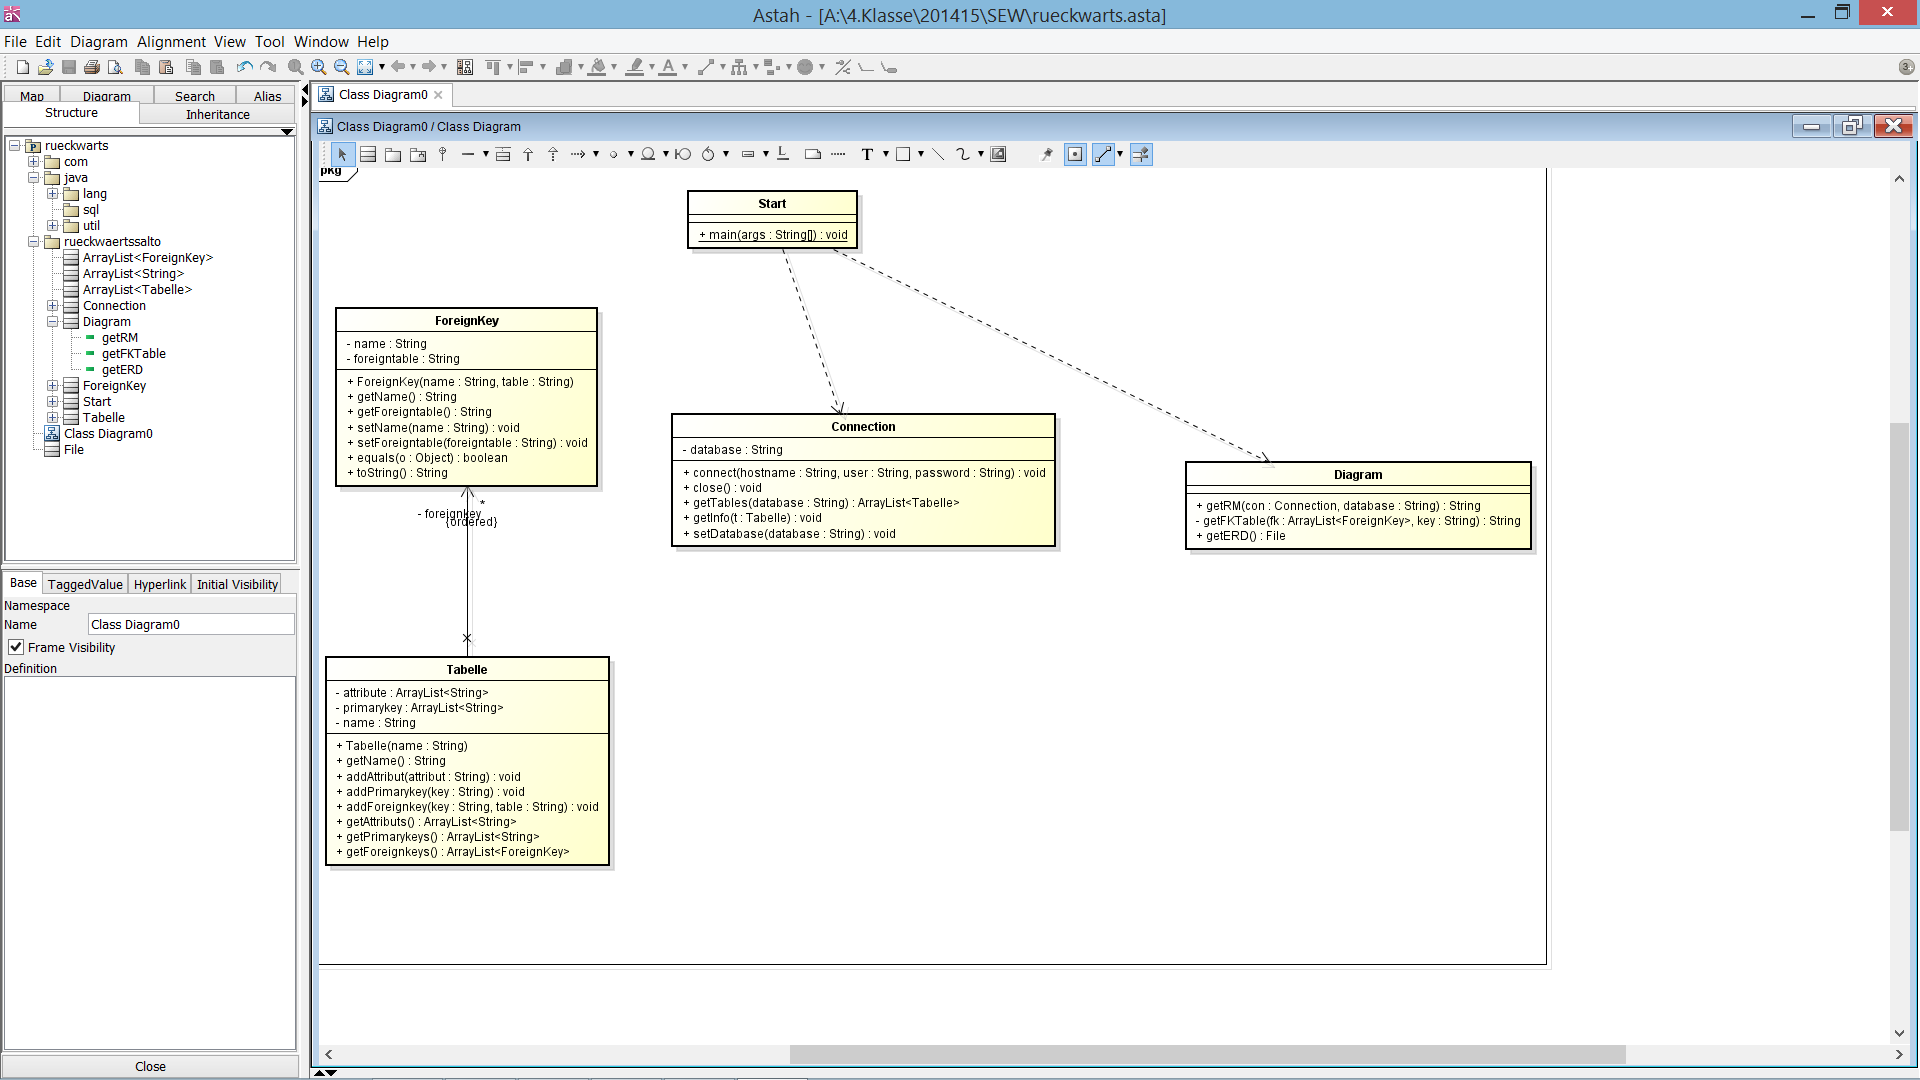 Astah - [A:\4.Klasse\201415\SEW\rueckwarts.asta]
File Edit Diagram Alignment View Tool Window Help
Map Diagram Search Alias
Structure Inheritance
rueckwarts
com
java
lang
sql
util
rueckwaertssalto
ArrayList<ForeignKey>
ArrayList<String>
ArrayList<Tabelle>
Connection
Diagram
getRM
getFKTable
getERD
ForeignKey
Start
Tabelle
Class Diagram0
File
Base TaggedValue Hyperlink Initial Visibility
Namespace
Name Class Diagram0
Frame Visibility
Definition
Close
Class Diagram0
Class Diagram0 / Class Diagram
T
pkg
Start
+ main(args : String[]) : void
ForeignKey
- name : String
- foreigntable : String
+ ForeignKey(name : String, table : String)
+ getName() : String
+ getForeigntable() : String
+ setName(name : String) : void
+ setForeigntable(foreigntable : String) : void
+ equals(o : Object) : boolean
+ toString() : String
*
- foreignkey
{ordered}
Connection
- database : String
+ connect(hostname : String, user : String, password : String) : void
+ close() : void
+ getTables(database : String) : ArrayList<Tabelle>
+ getInfo(t : Tabelle) : void
+ setDatabase(database : String) : void
Diagram
+ getRM(con : Connection, database : String) : String
- getFKTable(fk : ArrayList<ForeignKey>, key : String) : String
+ getERD() : File
Tabelle
- attribute : ArrayList<String>
- primarykey : ArrayList<String>
- name : String
+ Tabelle(name : String)
+ getName() : String
+ addAttribut(attribut : String) : void
+ addPrimarykey(key : String) : void
+ addForeignkey(key : String, table : String) : void
+ getAttributs() : ArrayList<String>
+ getPrimarykeys() : ArrayList<String>
+ getForeignkeys() : ArrayList<ForeignKey>